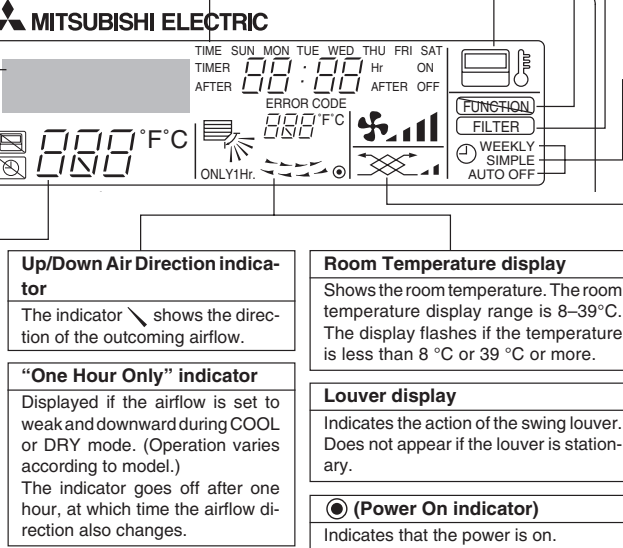 MITSUBISHI ELECTRIC
TIME SUN MON TUE WED THU FRI SAT
TIMER Hr ON
AFTER AFTER OFF
88:88
ERROR CODE
888°F°C
888°F°C
ONLY1Hr.
FUNCTION
FILTER
WEEKLY
SIMPLE
AUTO OFF
Up/Down Air Direction indica-
tor
The indicator shows the direc-
tion of the outcoming airflow.
“One Hour Only” indicator
Displayed if the airflow is set to
weak and downward during COOL
or DRY mode. (Operation varies
according to model.)
The indicator goes off after one
hour, at which time the airflow di-
rection also changes.
Room Temperature display
Shows the room temperature. The room
temperature display range is 8–39°C.
The display flashes if the temperature
is less than 8 °C or 39 °C or more.
Louver display
Indicates the action of the swing louver.
Does not appear if the louver is station-
ary.
(Power On indicator)
Indicates that the power is on.